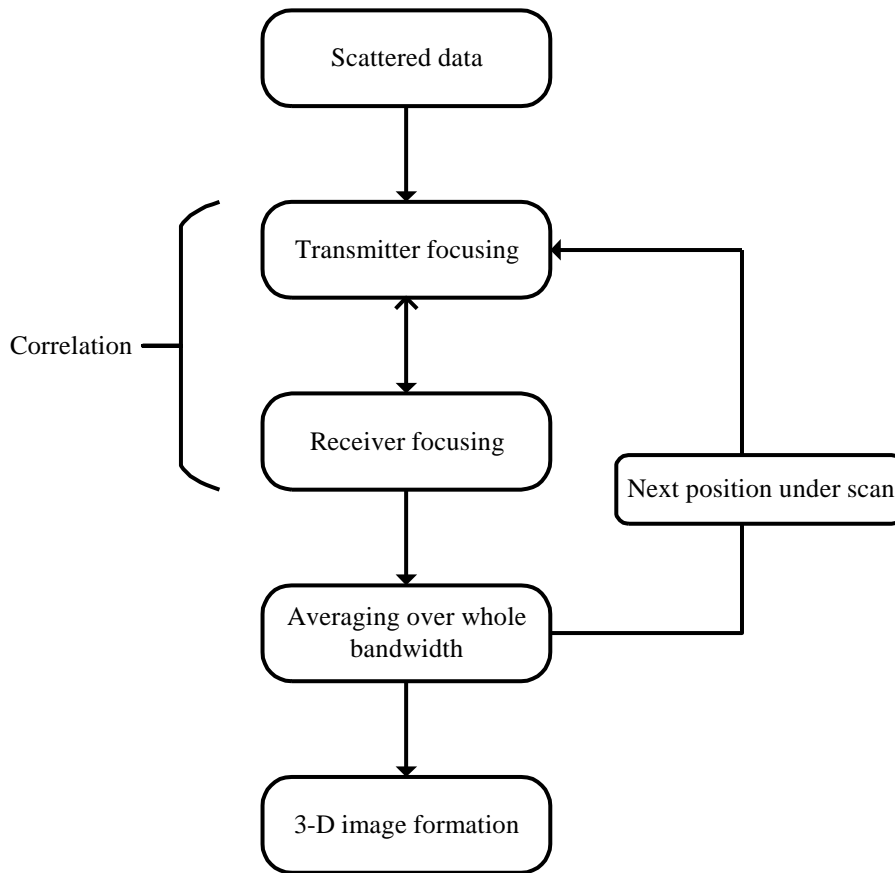 Scattered data
Transmitter focusing
Correlation
Receiver focusing
Next position under scan
Averaging over whole
bandwidth
3-D image formation